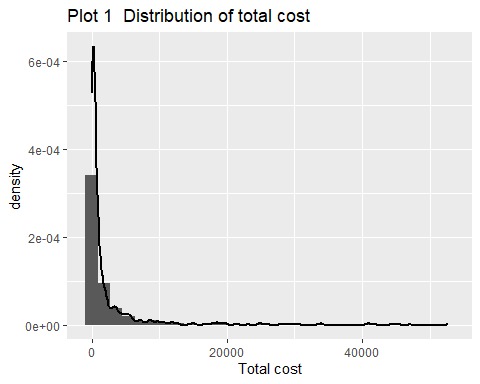 Plot 1  Distribution of total cost
6e-04
4e-04
2e-04
0e+00
density
0
20000
40000
Total cost